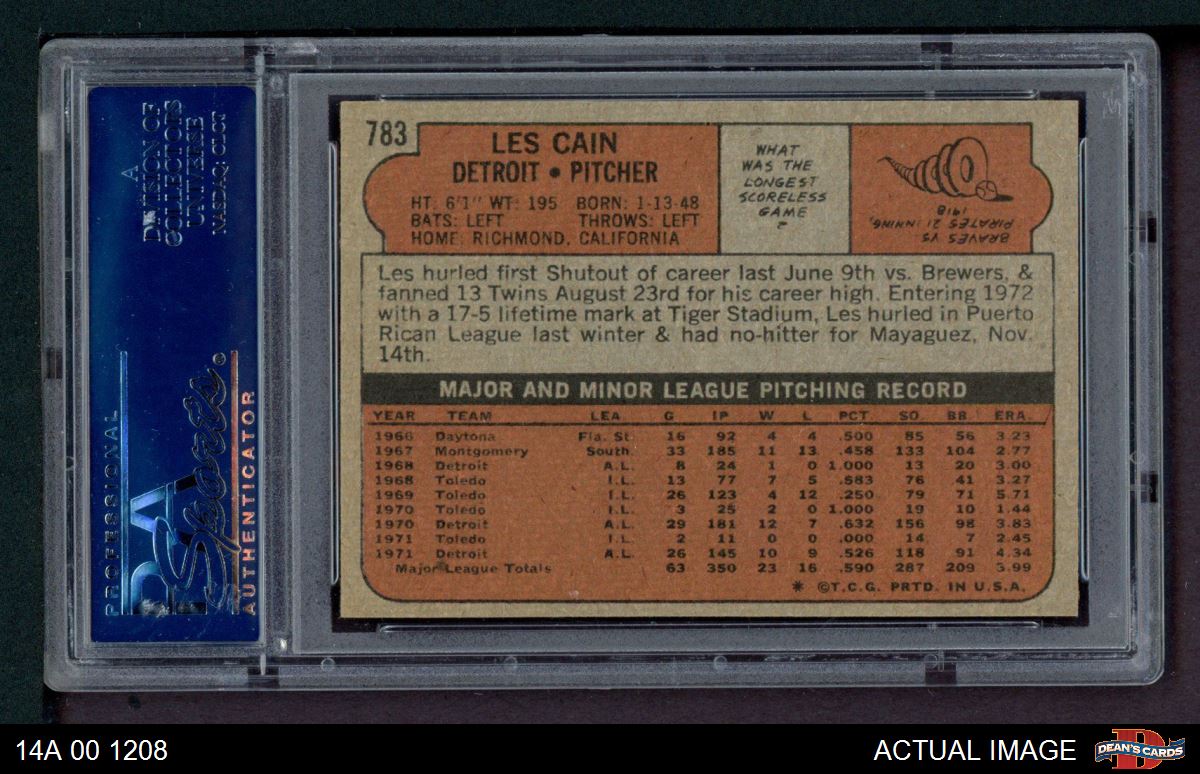 A
DIVISION OF
COLLECTORS
UNIVERSE
NASDAQ: CLCT
PROFESSIONAL
PSA
Sports ®
AUTHENTICATOR
783
LES CAIN
DETROIT • PITCHER
HT: 6'1" WT: 195 BORN: 1-13-48
BATS: LEFT THROWS: LEFT
HOME: RICHMOND, CALIFORNIA
WHAT
WAS THE
LONGEST
SCORELESS
GAME
?
BRAVES VS
PIRATES 21 INNING,
1918
Les hurled first Shutout of career last June 9th vs. Brewers, &
fanned 13 Twins August 23rd for his career high. Entering 1972
with a 17-5 lifetime mark at Tiger Stadium, Les hurled in Puerto
Rican League last winter & had no-hitter for Mayaguez, Nov.
14th.
MAJOR AND MINOR LEAGUE PITCHING RECORD
YEAR TEAM LEA G IP W L PCT. SO. BB. ERA.
1966 Daytona Fla. St. 16 92 4 4 .500 85 56 3.23
1967 Montgomery South. 33 185 11 13 .458 133 104 2.77
1968 Detroit A.L. 8 24 1 0 1.000 13 20 3.00
1968 Toledo I.L. 13 77 7 5 .583 76 41 3.27
1969 Toledo I.L. 26 123 4 12 .250 79 71 5.71
1970 Toledo I.L. 3 25 2 0 1.000 19 10 1.44
1970 Detroit A.L. 29 181 12 7 .632 156 98 3.83
1971 Toledo I.L. 2 11 0 0 .000 14 7 2.45
1971 Detroit A.L. 26 145 10 9 .526 118 91 4.34
Major League Totals 63 350 23 16 .590 287 209 3.99
* ©T.C.G. PRTD. IN U.S.A.
14A 00 1208
ACTUAL IMAGE
DEAN'S CARDS